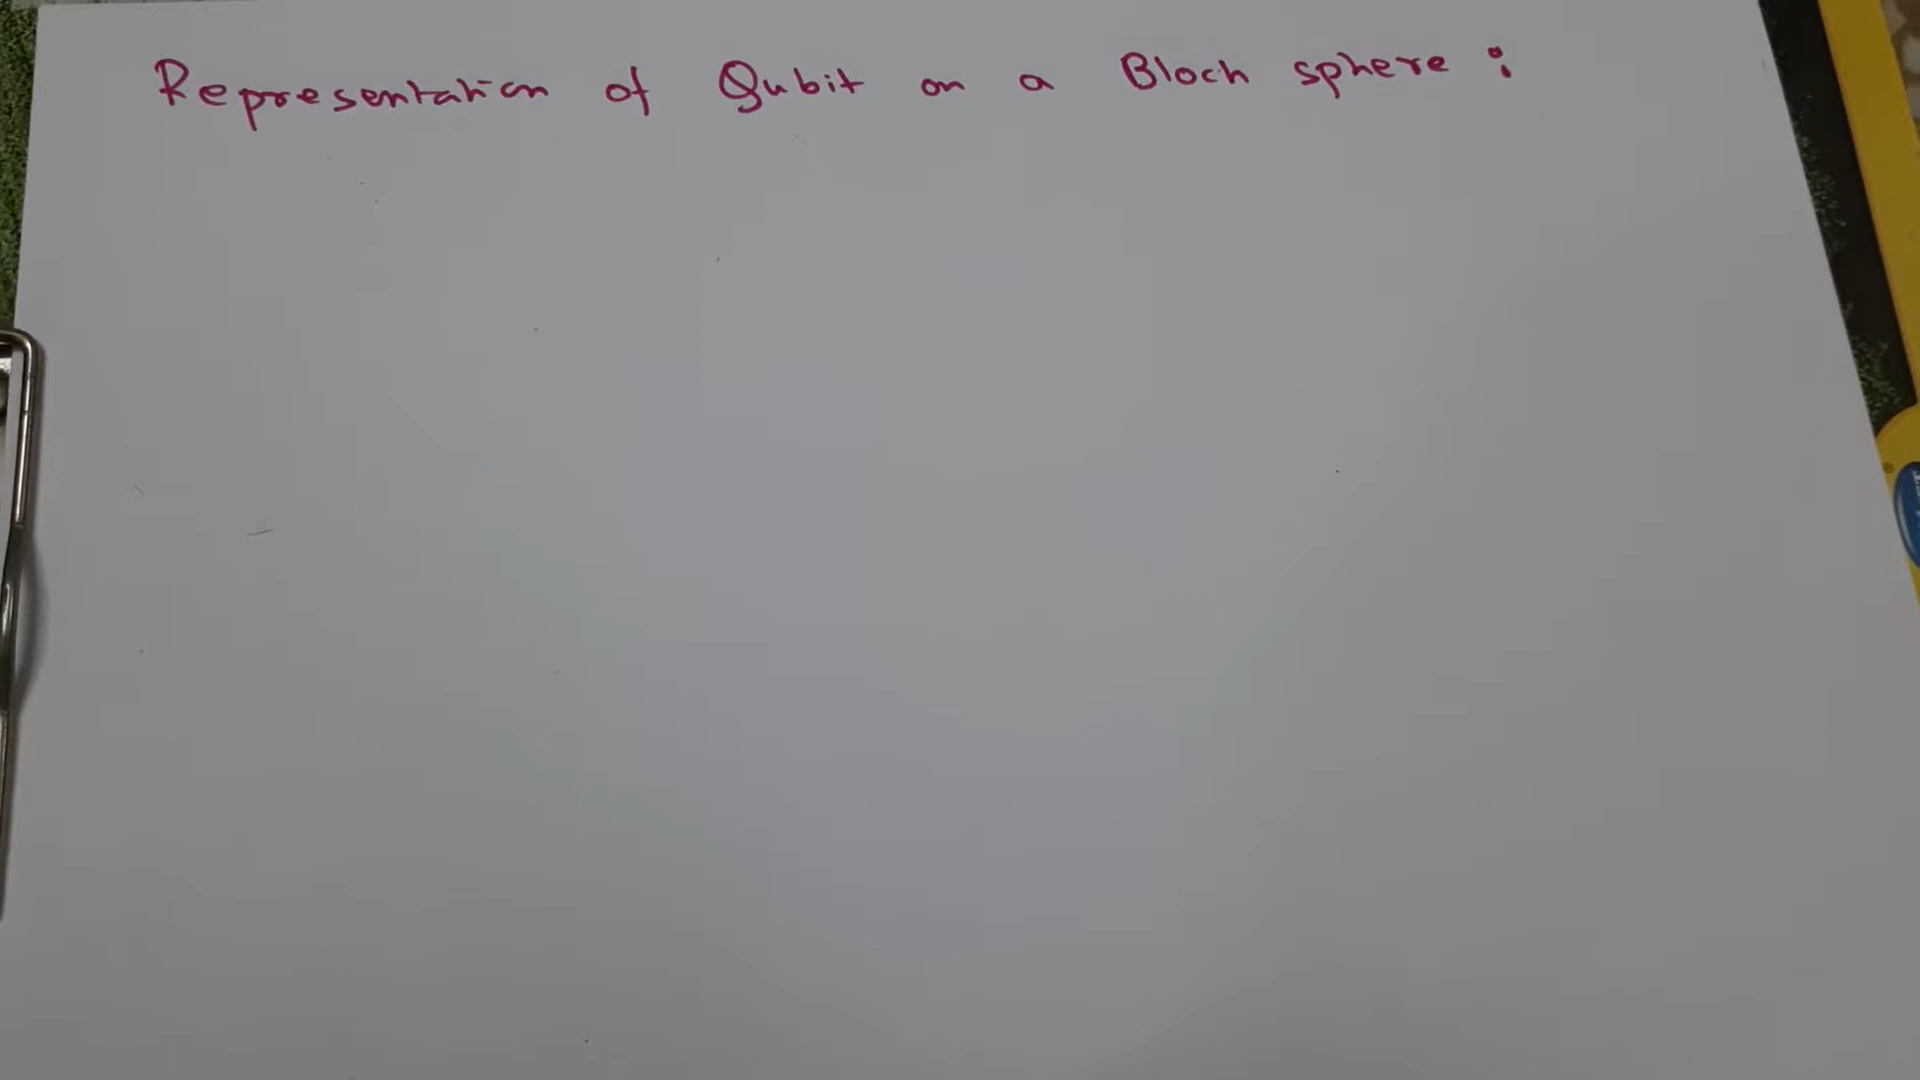 Representation of Qubit on a Bloch sphere :